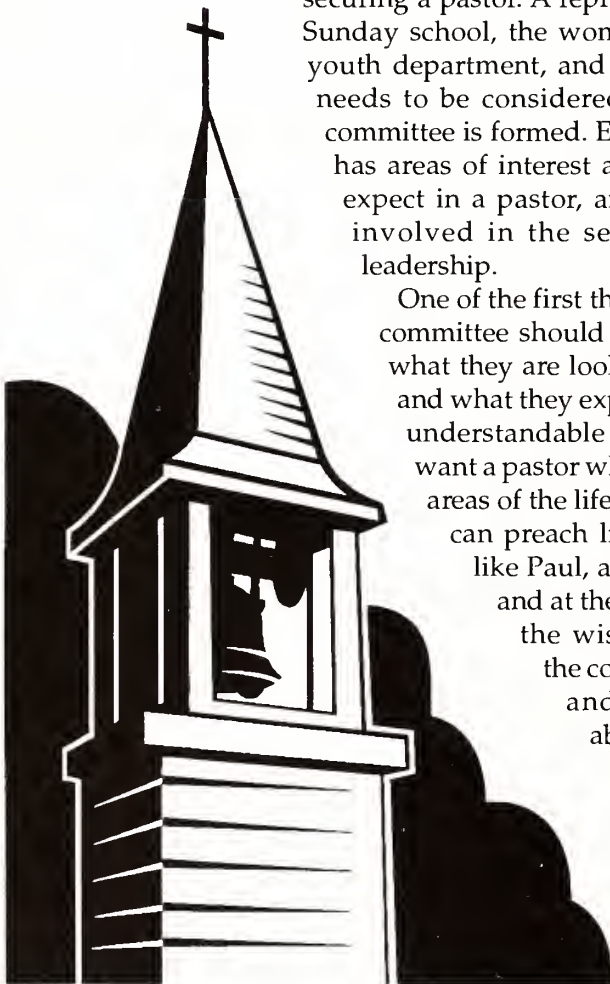 securing a pastor. A repr
Sunday school, the wom
youth department, and
needs to be considered
committee is formed. E
has areas of interest a
expect in a pastor, an
involved in the se
leadership.
One of the first th
committee should
what they are look
and what they exp
understandable
want a pastor wh
areas of the life
can preach li
like Paul, a
and at the
the wis
the co
and
ab